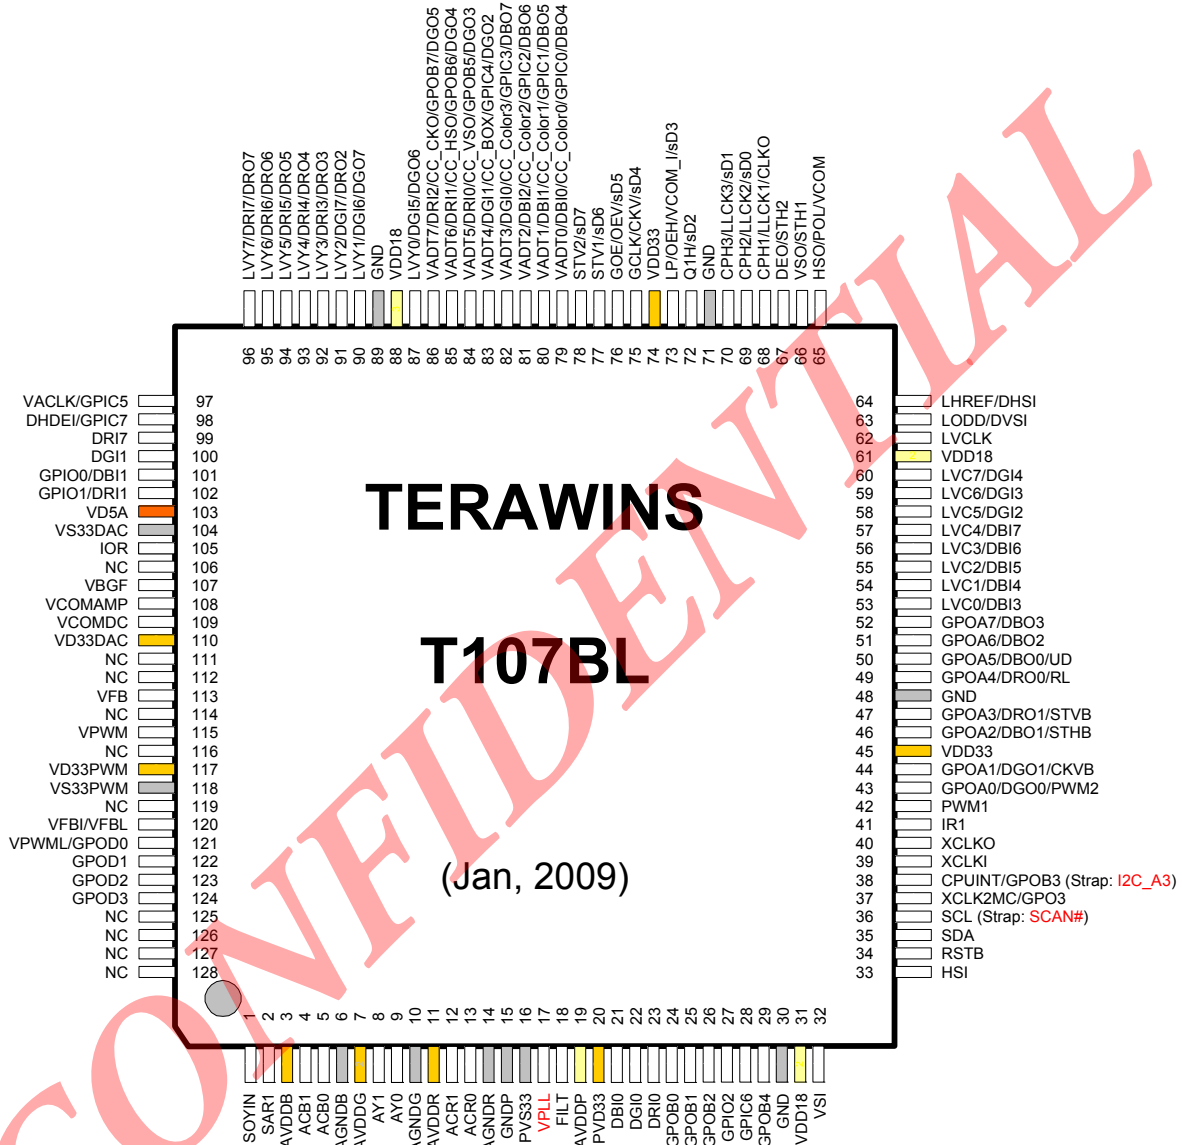 LVY7/DRI7/DRO7
LVY6/DRI6/DRO6
LVY5/DRI5/DRO5
LVY4/DRI4/DRO4
LVY3/DRI3/DRO3
LVY2/DGI7/DRO2
LVY1/DGI6/DGO7
GND
VDD18
LVY0/DGI5/DGO6
VADT7/DRI2/CC_CKO/GPOB7/DGO5
VADT6/DRI1/CC_HSO/GPOB6/DGO4
VADT5/DRI0/CC_VSO/GPOB5/DGO3
VADT4/DGI1/CC_BOX/GPIC4/DGO2
VADT3/DGI0/CC_Color3/GPIC3/DBO7
VADT2/DBI2/CC_Color2/GPIC2/DBO6
VADT1/DBI1/CC_Color1/GPIC1/DBO5
VADT0/DBI0/CC_Color0/GPIC0/DBO4
STV2/sD7
STV1/sD6
GOE/OEV/sD5
GCLK/CKV/sD4
VDD33
LP/OEH/VCOM_I/sD3
Q1H/sD2
GND
CPH3/LLCK3/sD1
CPH2/LLCK2/sD0
CPH1/LLCK1/CLKO
DEO/STH2
VSO/STH1
HSO/POL/VCOM
96 95 94 93 92 91 90 89 88 87 86 85 84 83 82 81 80 79 78 77 76 75 74 73 72 71 70 69 68 67 66 65
VACLK/GPIC5 97
DHDEI/GPIC7 98
DRI7 99
DGI1 100
GPIO0/DBI1 101
GPIO1/DRI1 102
VD5A 103
VS33DAC 104
IOR 105
NC 106
VBGF 107
VCOMAMP 108
VCOMDC 109
VD33DAC 110
NC 111
NC 112
VFB 113
NC 114
VPWM 115
NC 116
VD33PWM 117
VS33PWM 118
NC 119
VFBI/VFBL 120
VPWML/GPOD0 121
GPOD1 122
GPOD2 123
GPOD3 124
NC 125
NC 126
NC 127
NC 128
TERAWINS
T107BL
(Jan, 2009)
64 LHREF/DHSI
63 LODD/DVSI
62 LVCLK
61 VDD18
60 LVC7/DGI4
59 LVC6/DGI3
58 LVC5/DGI2
57 LVC4/DBI7
56 LVC3/DBI6
55 LVC2/DBI5
54 LVC1/DBI4
53 LVC0/DBI3
52 GPOA7/DBO3
51 GPOA6/DBO2
50 GPOA5/DBO0/UD
49 GPOA4/DRO0/RL
48 GND
47 GPOA3/DRO1/STVB
46 GPOA2/DBO1/STHB
45 VDD33
44 GPOA1/DGO1/CKVB
43 GPOA0/DGO0/PWM2
42 PWM1
41 IR1
40 XCLKO
39 XCLKI
38 CPUINT/GPOB3 (Strap: I2C_A3)
37 XCLK2MC/GPO3
36 SCL (Strap: SCAN#)
35 SDA
34 RSTB
33 HSI
1 2 3 4 5 6 7 8 9 10 11 12 13 14 15 16 17 18 19 20 21 22 23 24 25 26 27 28 29 30 31 32
SOYIN
SAR1
AVDDB
ACB1
ACB0
AGNDB
AVDDG
AY1
AY0
AGNDG
AVDDR
ACR1
ACR0
AGNDR
GNDP
PVS33
VPLL
FILT
AVDDP
PVD33
DBI0
DGI0
DRI0
GPOB0
GPOB1
GPOB2
GPIO2
GPIC6
GPOB4
GND
VDD18
VSI
CONFIDENTIAL